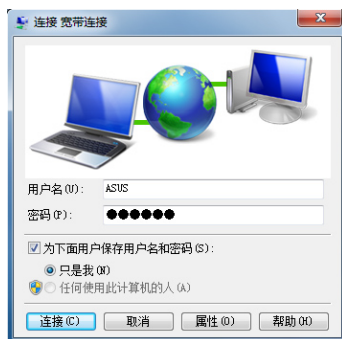 连接 宽带连接
用户名(U): ASUS
密码(P): ●●●●●●
为下面用户保存用户名和密码(S):
只是我(N)
任何使用此计算机的人(A)
连接(C) 取消 属性(O) 帮助(H)